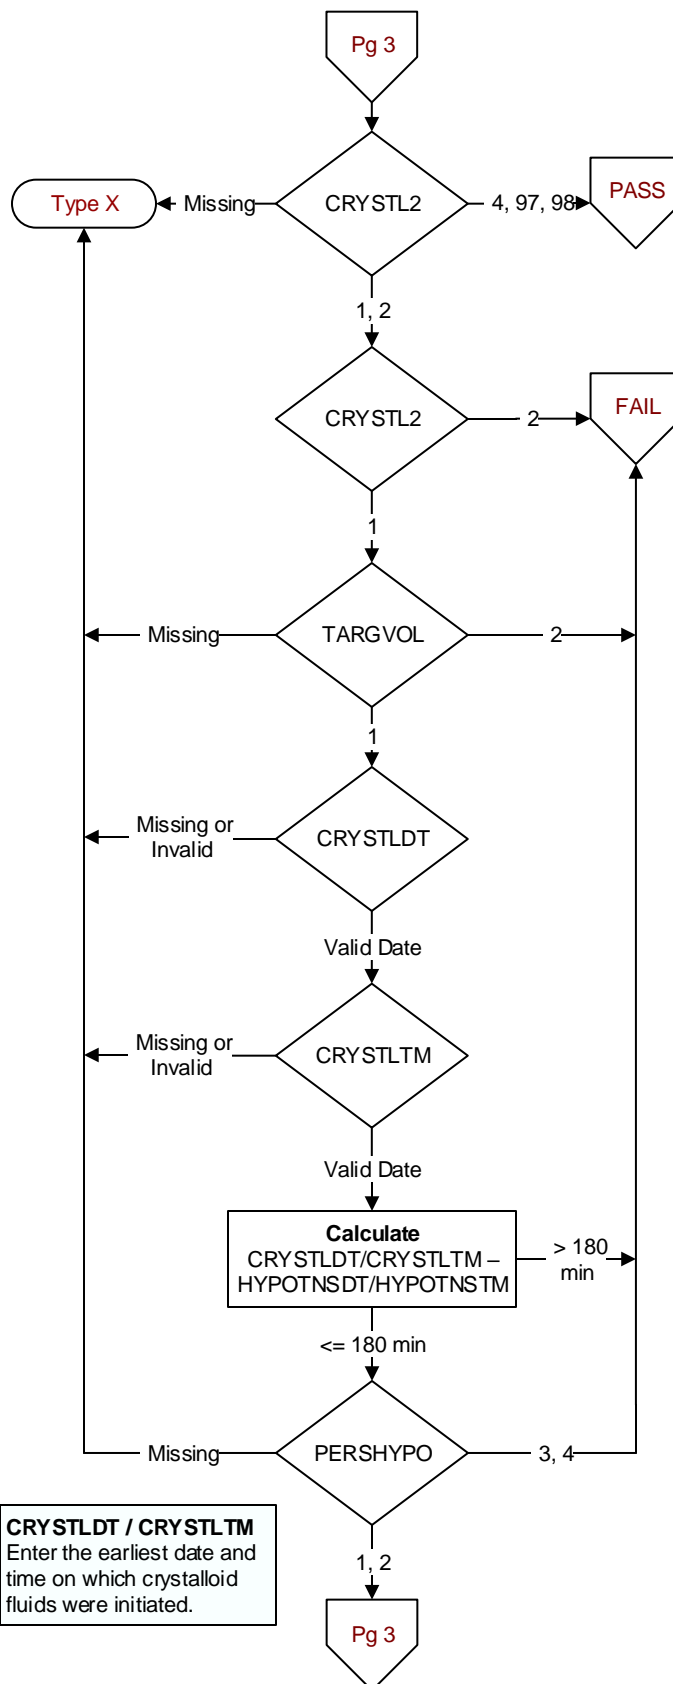 Pg 3
CRYSTL2
Type X
Missing
4, 97, 98
PASS
1, 2
CRYSTL2
2
FAIL
1
TARGVOL
Missing
2
1
CRYSTLDT
Missing or
Invalid
Valid Date
CRYSTLTM
Missing or
Invalid
Valid Date
Calculate
CRYSTLDT/CRYSTLTM –
HYPOTNSDT/HYPOTNSTM
> 180
min
<= 180 min
PERSHYPO
Missing
3, 4
CRYSTLDT / CRYSTLTM
Enter the earliest date and
time on which crystalloid
fluids were initiated.
1, 2
Pg 3